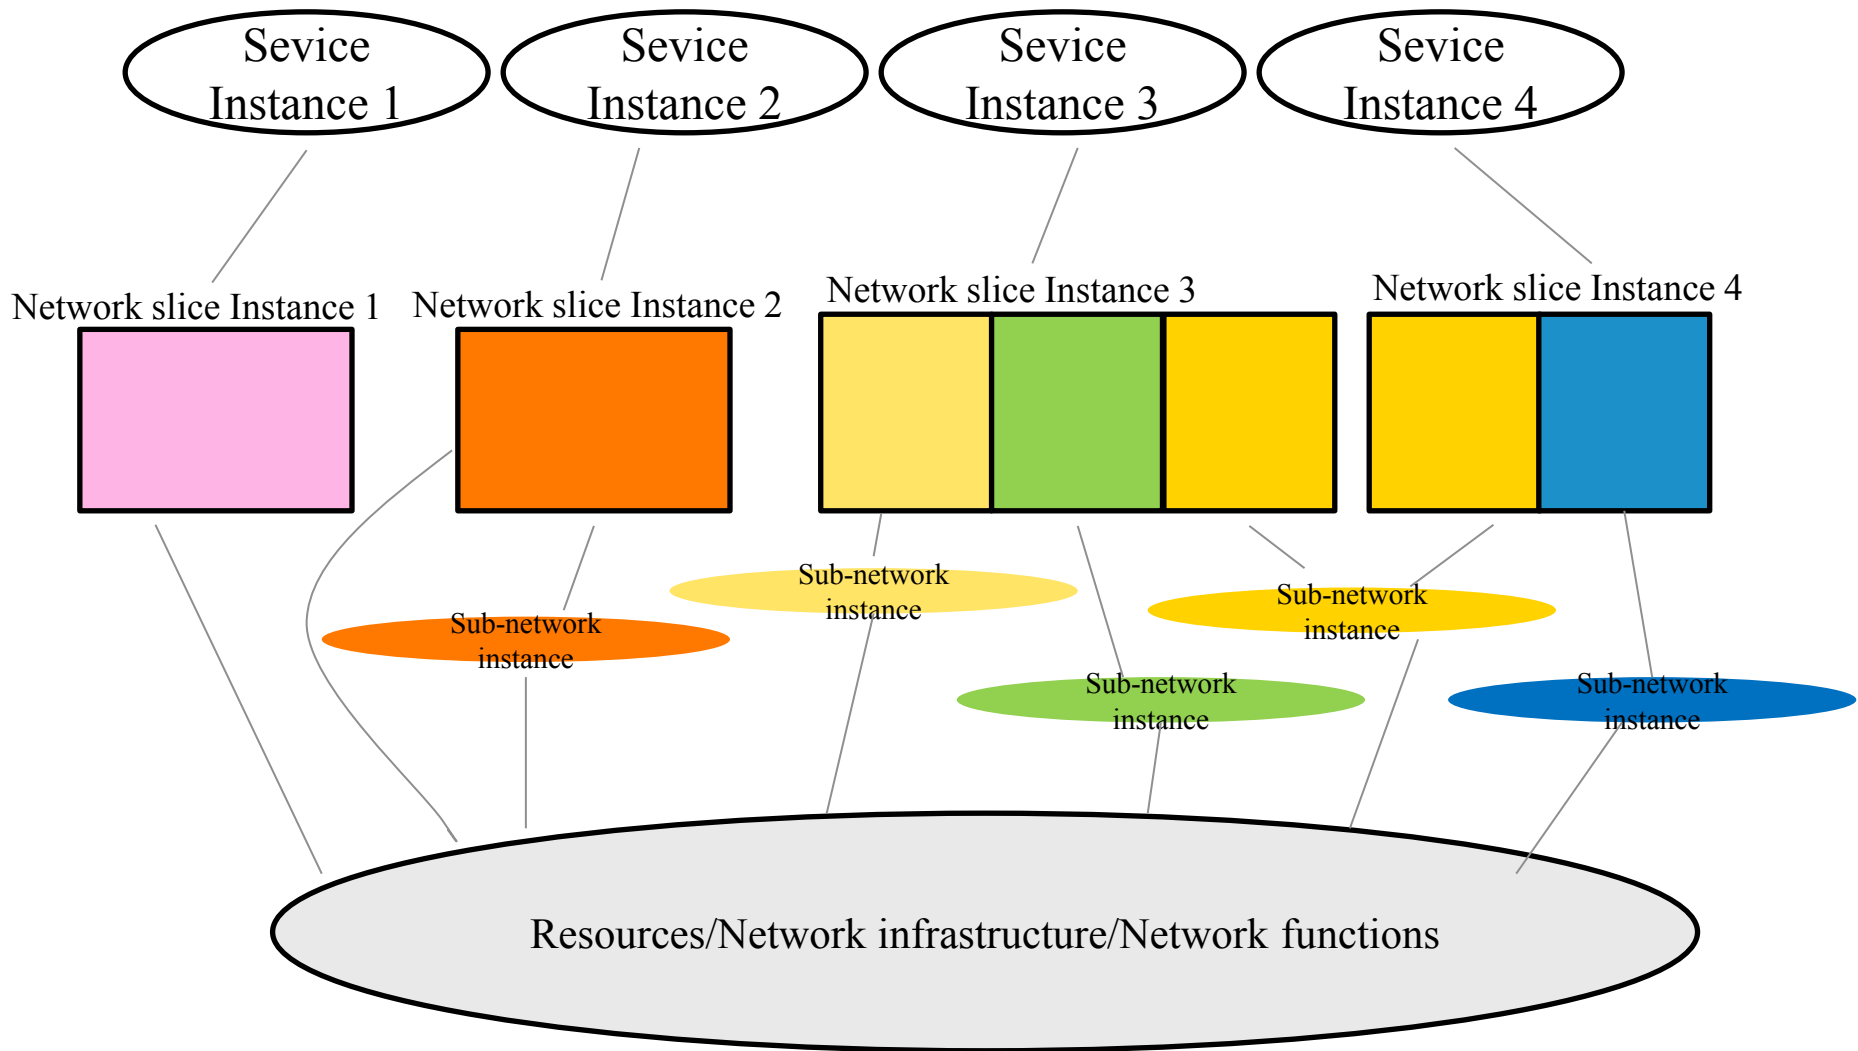 Sevice
Instance 1
Sevice
Instance 2
Sevice
Instance 3
Sevice
Instance 4
Network slice Instance 1
Network slice Instance 2
Network slice Instance 3
Network slice Instance 4
Sub-network
instance
Sub-network
instance
Sub-network
instance
Sub-network
instance
Sub-network
instance
Resources/Network infrastructure/Network functions